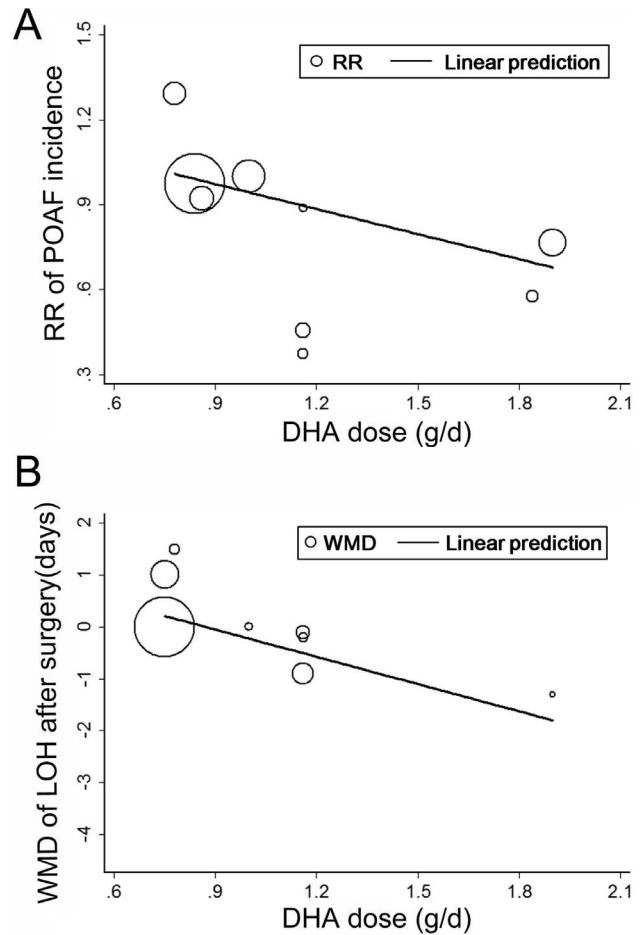 A
RR of POAF incidence
1.5
1.2
.9
.6
.3
RR
Linear prediction
.6
.9
1.2
1.5
1.8
2.1
DHA dose (g/d)
B
WMD of LOH after surgery(days)
2
1
0
-1
-2
-3
-4
WMD
Linear prediction
.6
.9
1.2
1.5
1.8
2.1
DHA dose (g/d)